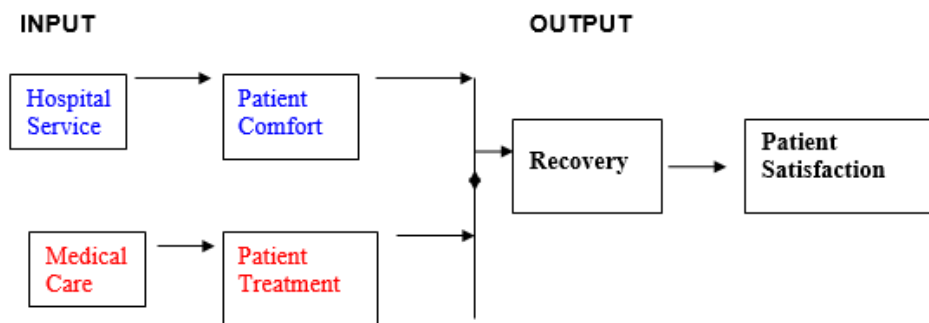 INPUT
OUTPUT
Hospital
Service
Patient
Comfort
Recovery
Patient
Satisfaction
Medical
Care
Patient
Treatment